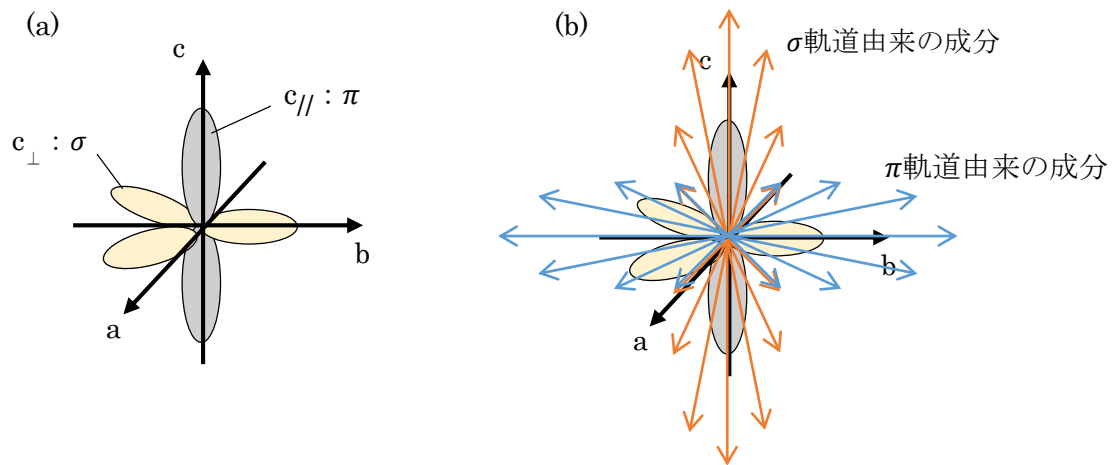 (a)
c
c// : π
c⊥ : σ
b
a
(b)
σ軌道由来の成分
c
π軌道由来の成分
b
a